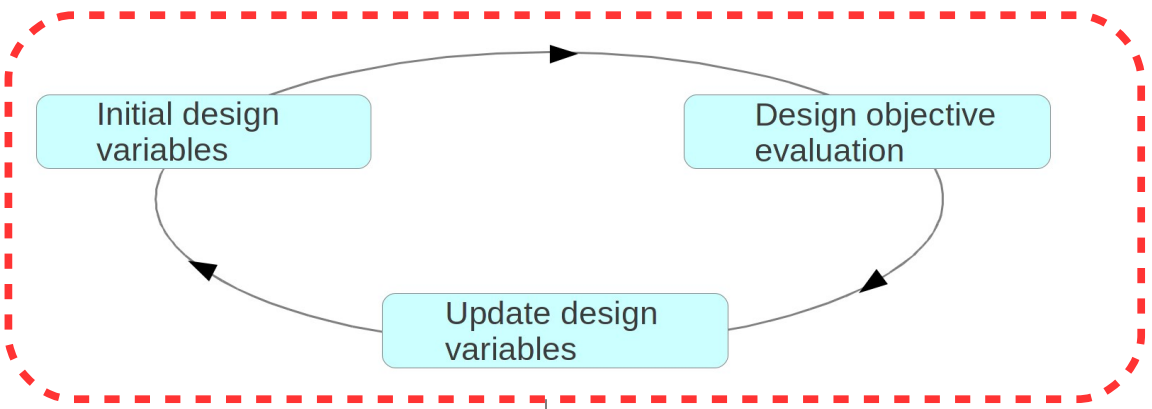 Initial design
variables
Design objective
evaluation
Update design
variables